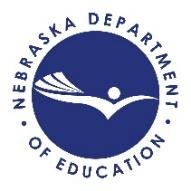 • NEBRASKA DEPARTMENT •
OF EDUCATION